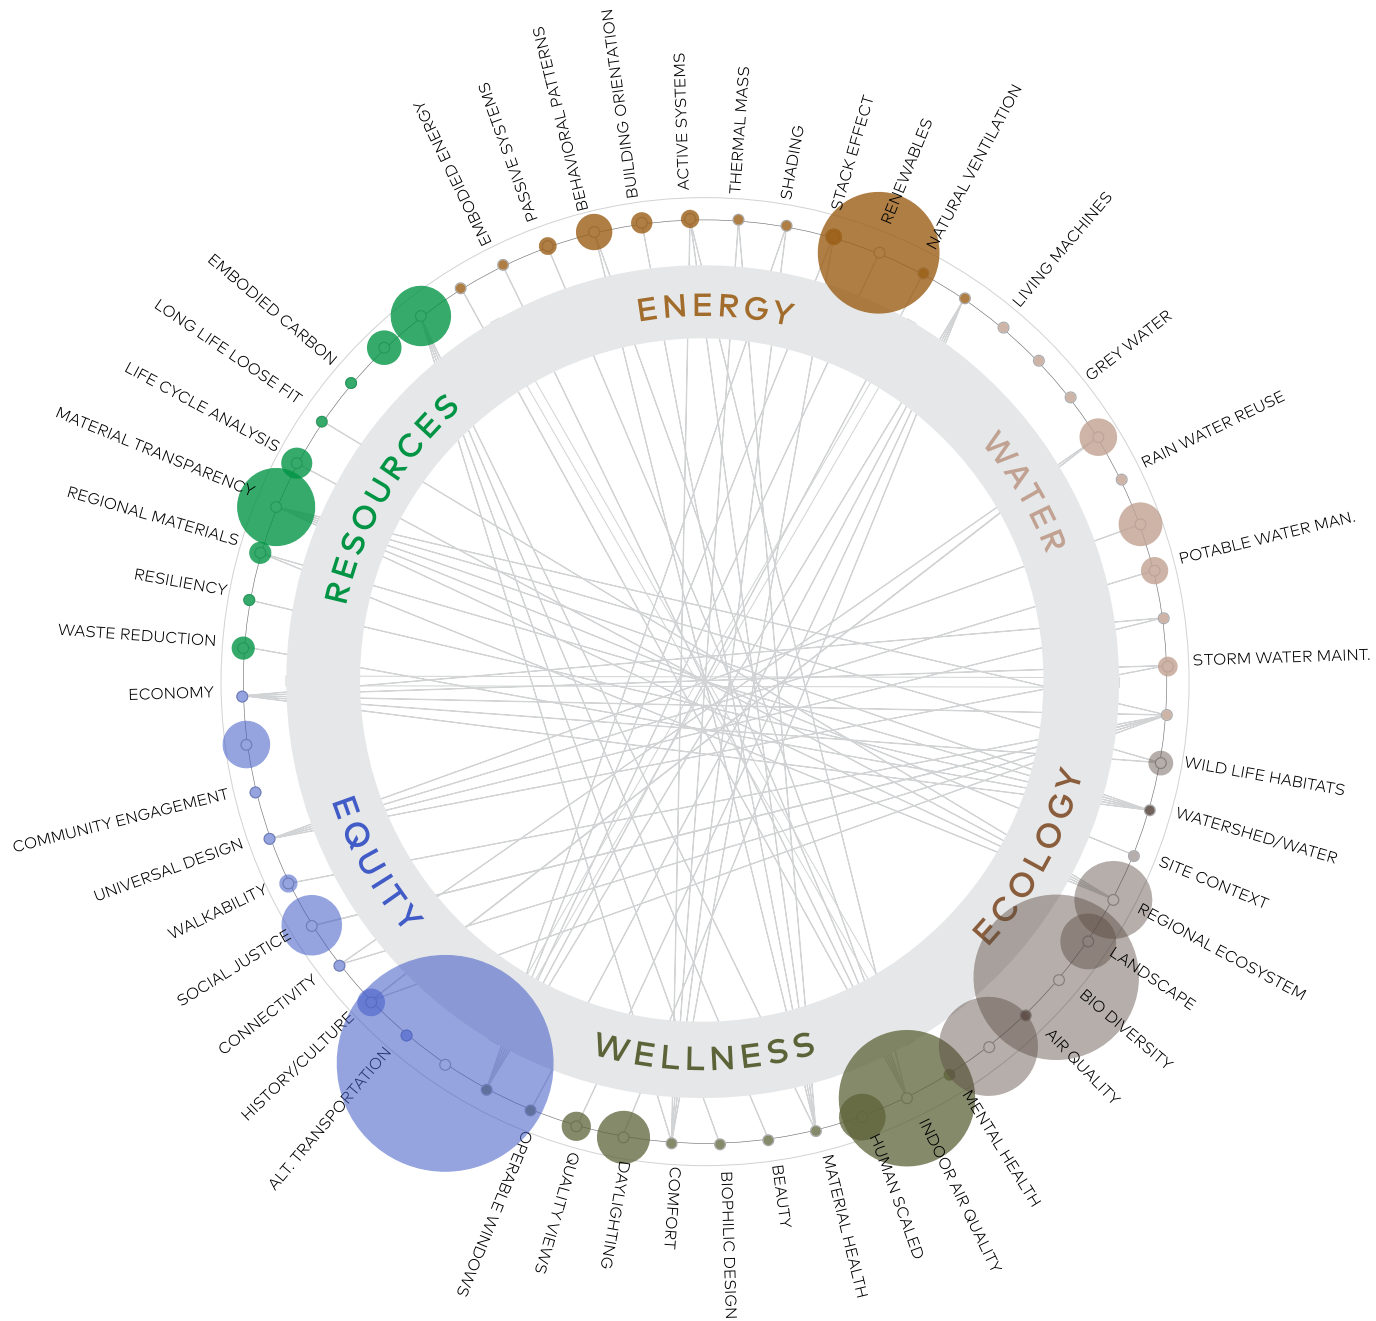 EMBODIED ENERGY
PASSIVE SYSTEMS
BEHAVIORAL PATTERNS
BUILDING ORIENTATION
ACTIVE SYSTEMS
THERMAL MASS
SHADING
STACK EFFECT
RENEWABLES
NATURAL VENTILATION
LIVING MACHINES
GREY WATER
RAIN WATER REUSE
POTABLE WATER MAN.
STORM WATER MAINT.
WILD LIFE HABITATS
WATERSHED/WATER
SITE CONTEXT
REGIONAL ECOSYSTEM
LANDSCAPE
BIO DIVERSITY
AIR QUALITY
MENTAL HEALTH
INDOOR AIR QUALITY
HUMAN SCALED
MATERIAL HEALTH
BEAUTY
BIOPHILIC DESIGN
COMFORT
DAYLIGHTING
QUALITY VIEWS
OPERABLE WINDOWS
ALT. TRANSPORTATION
HISTORY/CULTURE
CONNECTIVITY
SOCIAL JUSTICE
WALKABILITY
UNIVERSAL DESIGN
COMMUNITY ENGAGEMENT
ECONOMY
WASTE REDUCTION
RESILIENCY
REGIONAL MATERIALS
MATERIAL TRANSPARENCY
LIFE CYCLE ANALYSIS
LONG LIFE LOOSE FIT
EMBODIED CARBON
ENERGY
WATER
ECOLOGY
WELLNESS
EQUITY
RESOURCES